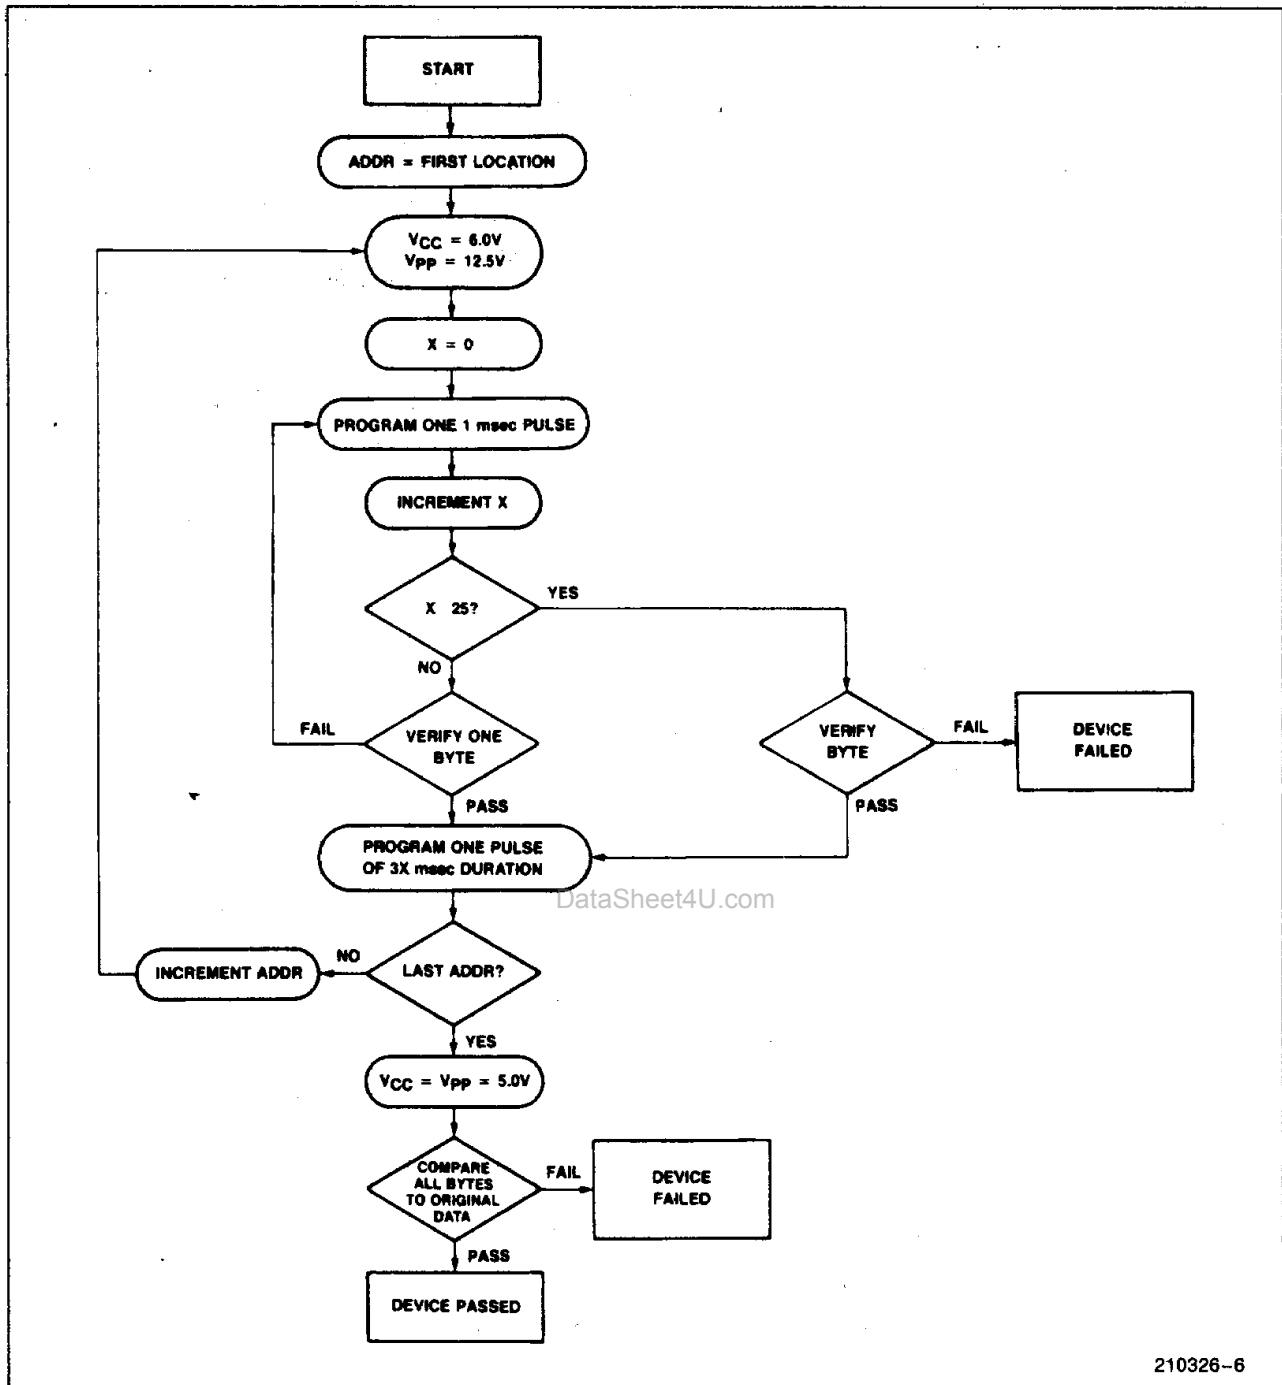 START
ADDR = FIRST LOCATION
VCC = 6.0V
VPP = 12.5V
X = 0
PROGRAM ONE 1 msec PULSE
INCREMENT X
X 25?
YES
NO
FAIL
VERIFY ONE
BYTE
VERIFY
BYTE
FAIL
DEVICE
FAILED
PASS
PASS
PROGRAM ONE PULSE
OF 3X msec DURATION
DataSheet4U.com
INCREMENT ADDR
NO
LAST ADDR?
YES
VCC = VPP = 5.0V
COMPARE
ALL BYTES
TO ORIGINAL
DATA
FAIL
DEVICE
FAILED
PASS
DEVICE PASSED
210326-6